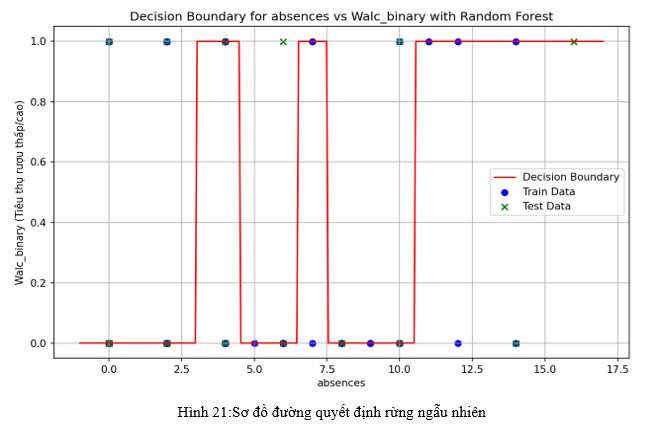 Decision Boundary for absences vs Walc_binary with Random Forest
Walc_binary (Tiêu thụ rượu thấp/cao)
1.0
0.8
0.6
0.4
0.2
0.0
Decision Boundary
Train Data
Test Data
0.0 2.5 5.0 7.5 10.0 12.5 15.0 17.5
absences
Hình 21:Sơ đồ đường quyết định rừng ngẫu nhiên